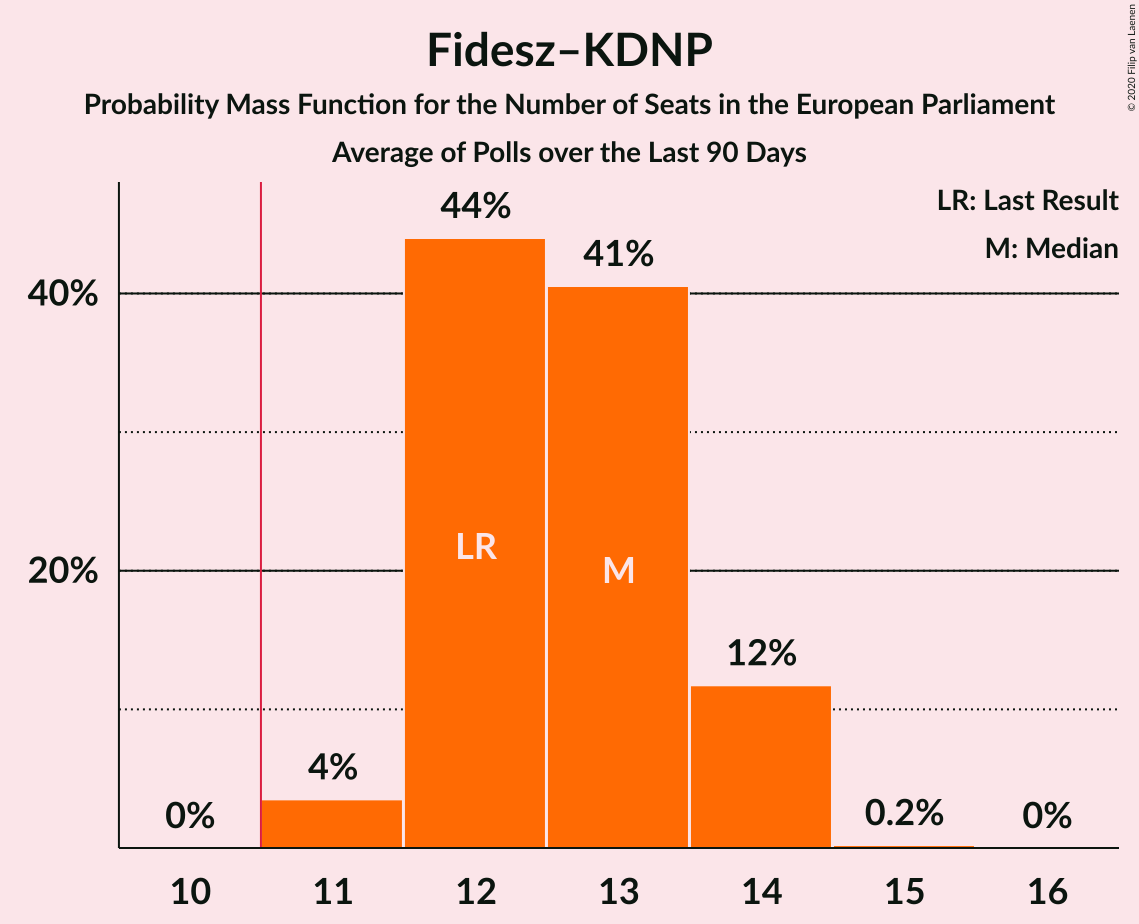 Fidesz–KDNP
Probability Mass Function for the Number of Seats in the European Parliament
Average of Polls over the Last 90 Days
© 2020 Filip van Laenen
LR: Last Result
M: Median
44%
41%
40%
LR
M
20%
12%
4%
0%
0.2%
0%
10 11 12 13 14 15 16